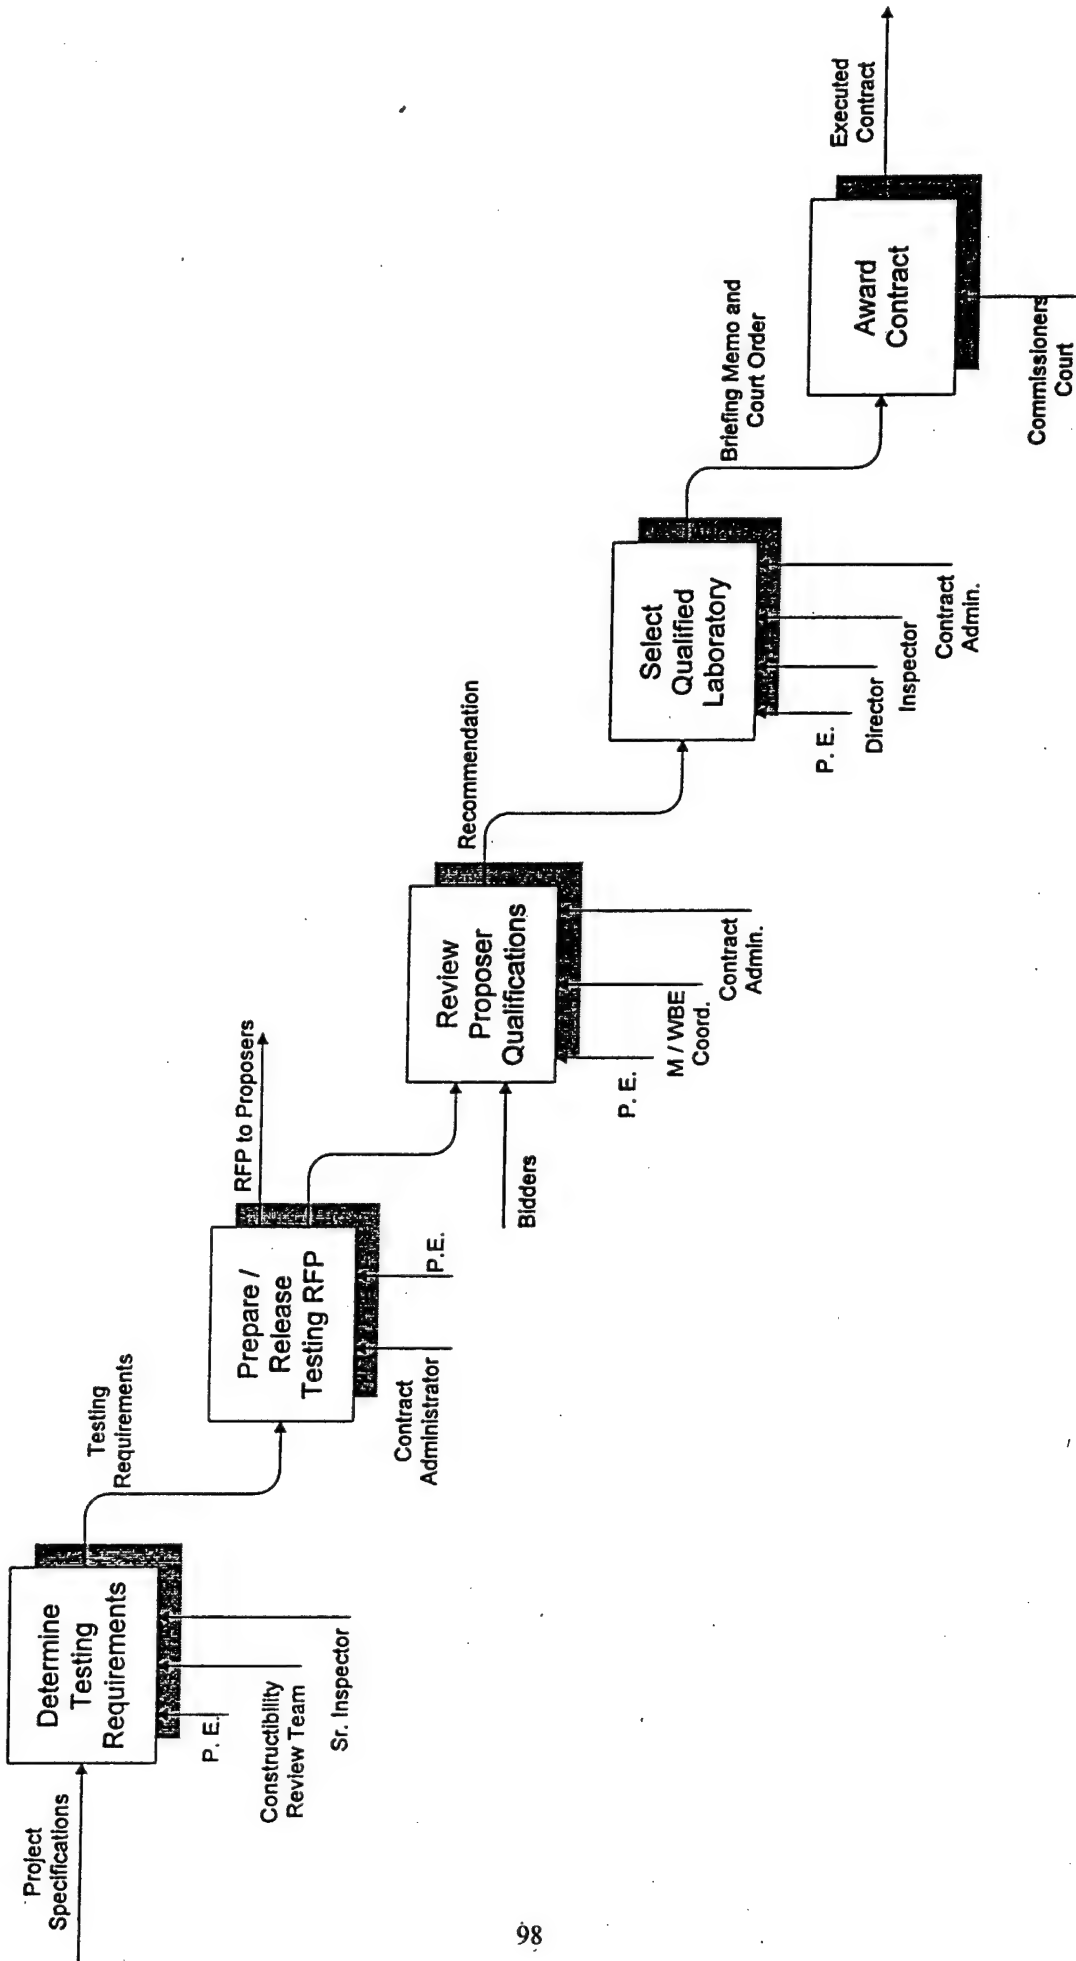 Project
Specifications
Determine
Testing
Requirements
P. E.
Constructibility
Review Team
Sr. Inspector
Testing
Requirements
Prepare /
Release
Testing RFP
Contract
Administrator
P.E.
RFP to Proposers
Bidders
Review
Proposer
Qualifications
P. E.
M / WBE
Coord.
Contract
Admin.
Recommendation
Select
Qualified
Laboratory
P. E.
Director
Inspector
Contract
Admin.
Briefing Memo and
Court Order
Award
Contract
Commissioners
Court
Executed
Contract
98